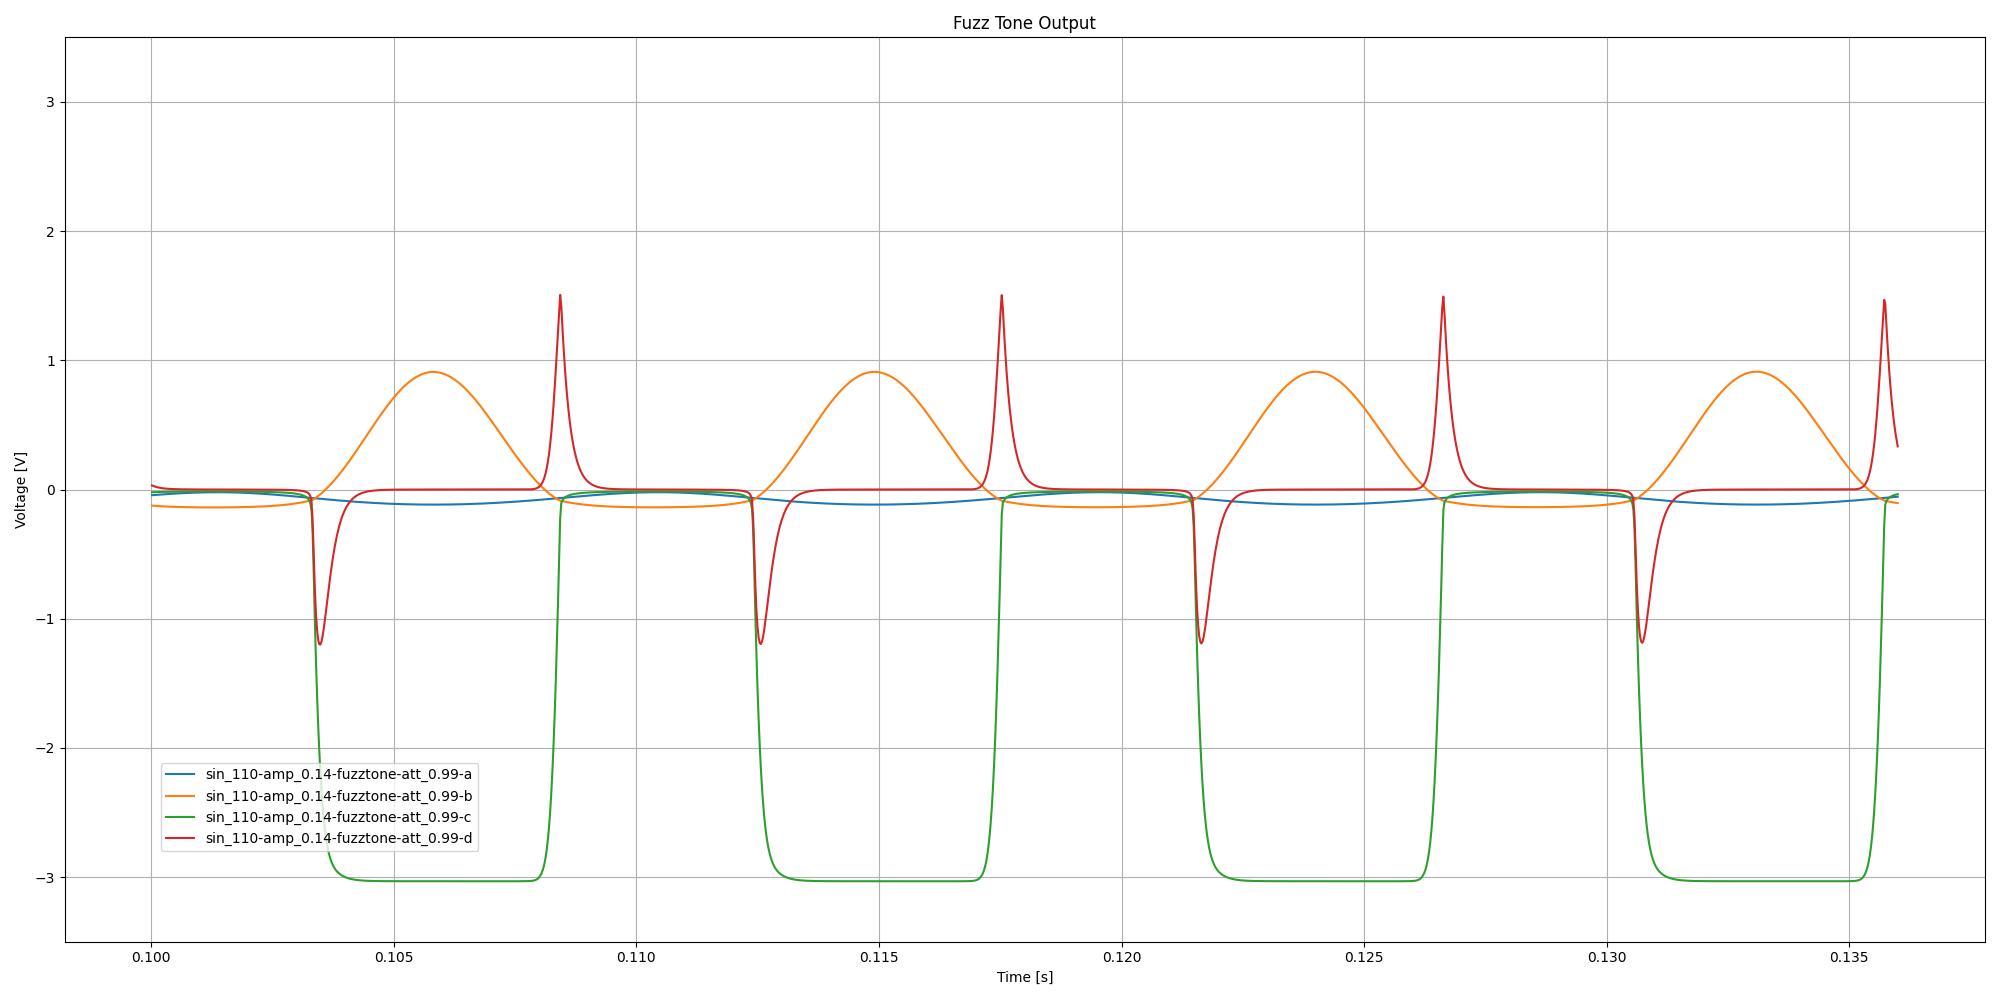 Fuzz Tone Output
Voltage [V]
3
2
1
0
−1
−2
−3
sin_110-amp_0.14-fuzztone-att_0.99-a
sin_110-amp_0.14-fuzztone-att_0.99-b
sin_110-amp_0.14-fuzztone-att_0.99-c
sin_110-amp_0.14-fuzztone-att_0.99-d
0.100 0.105 0.110 0.115 0.120 0.125 0.130 0.135
Time [s]